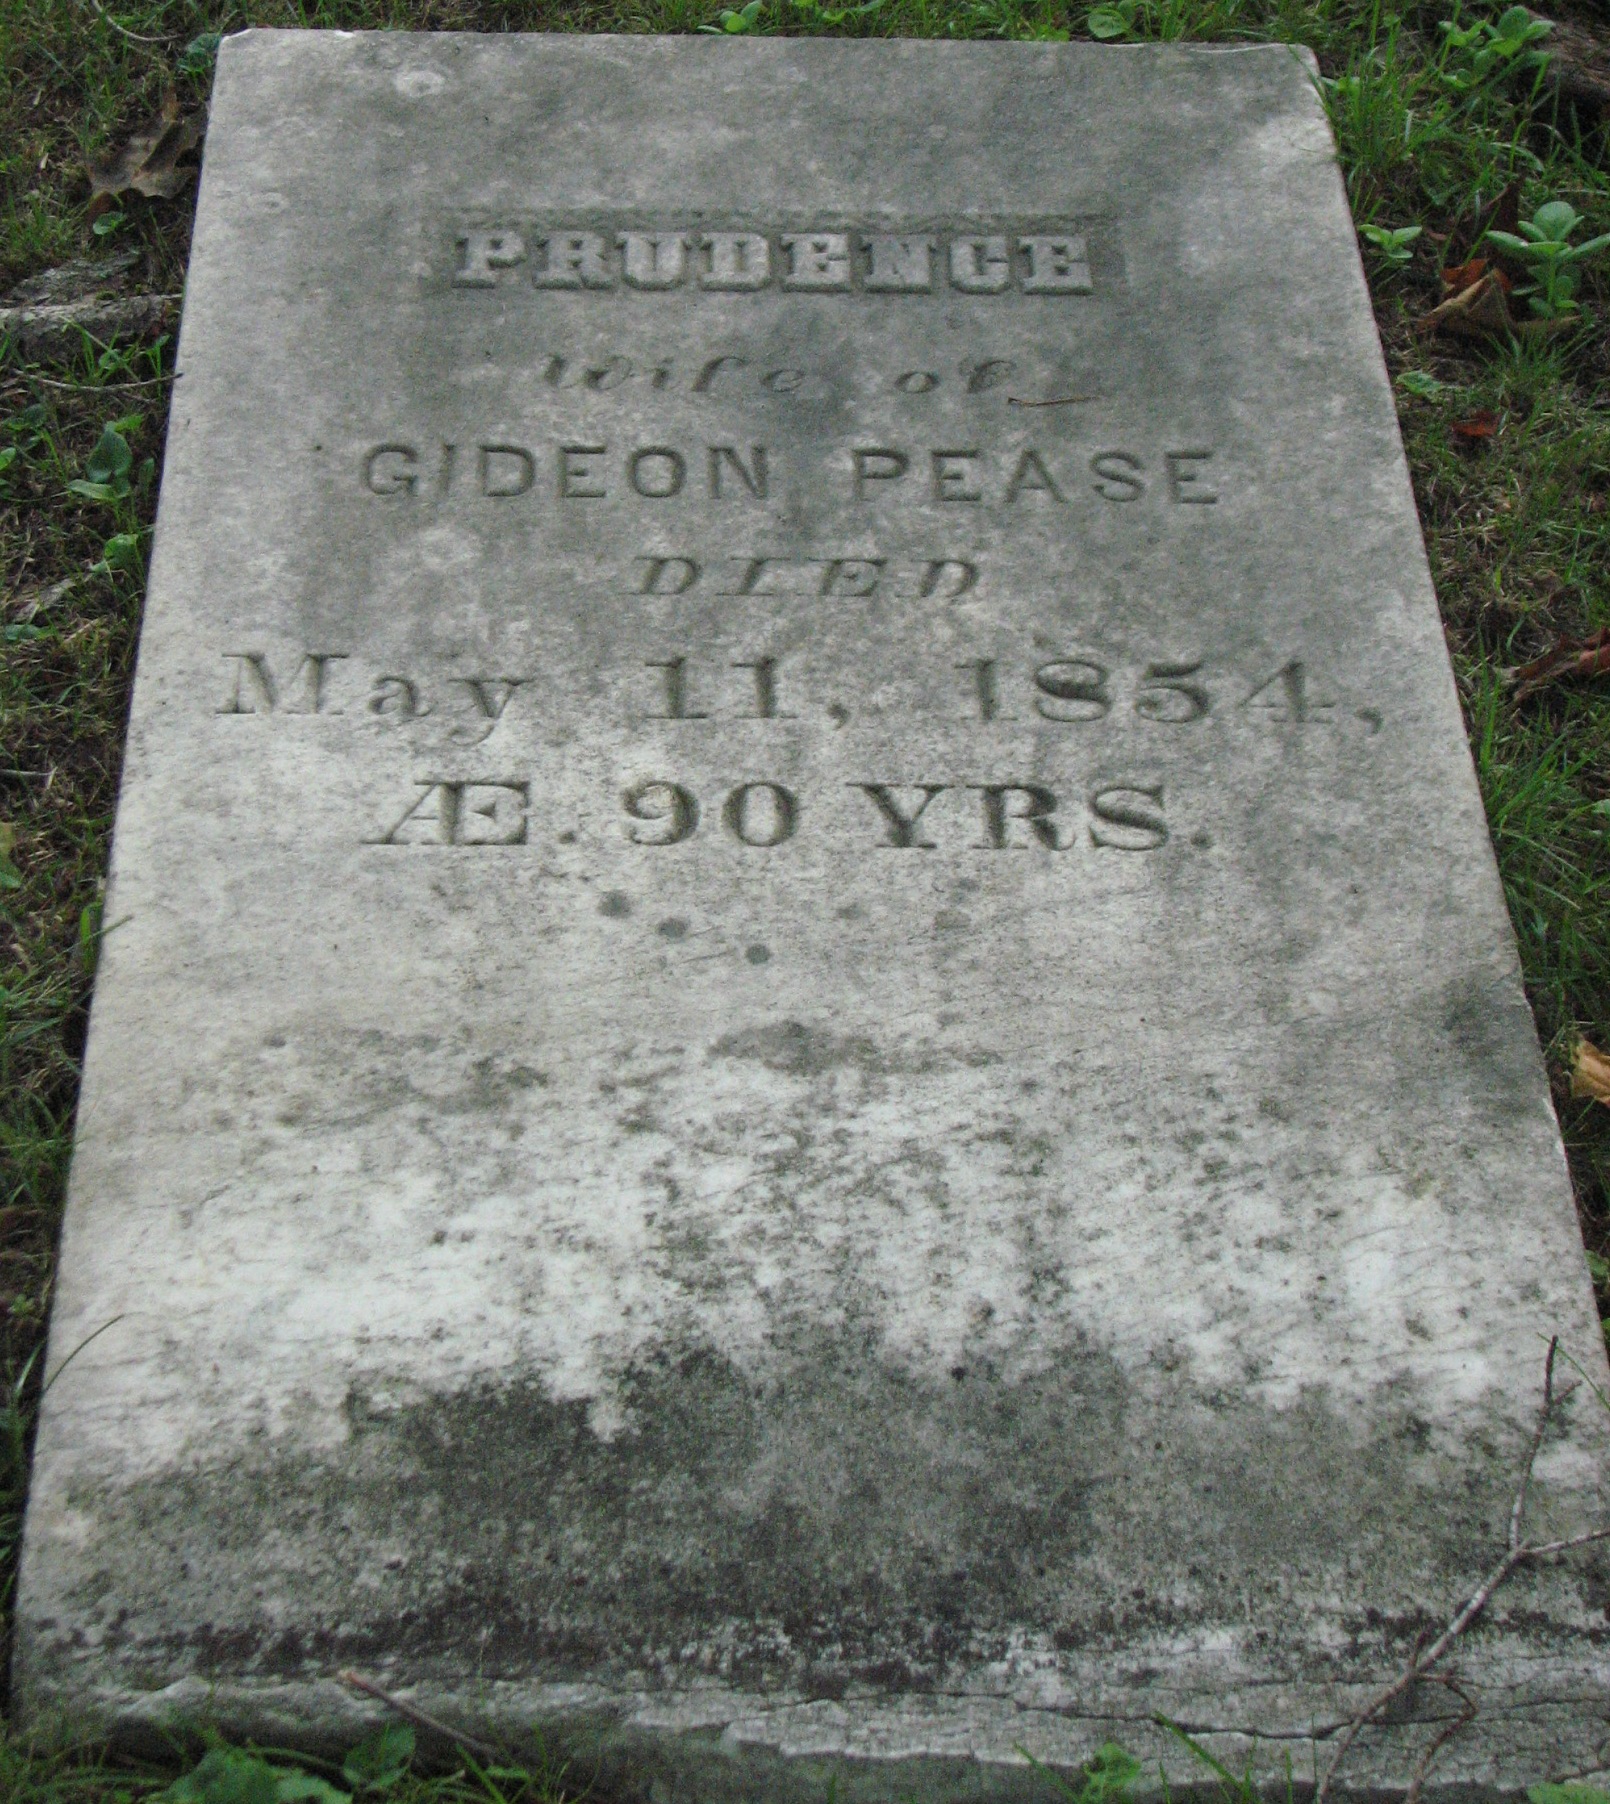 PRUDENCE
wife of
GIDEON PEASE
DIED
May 11, 1854,
Æ. 90 YRS.